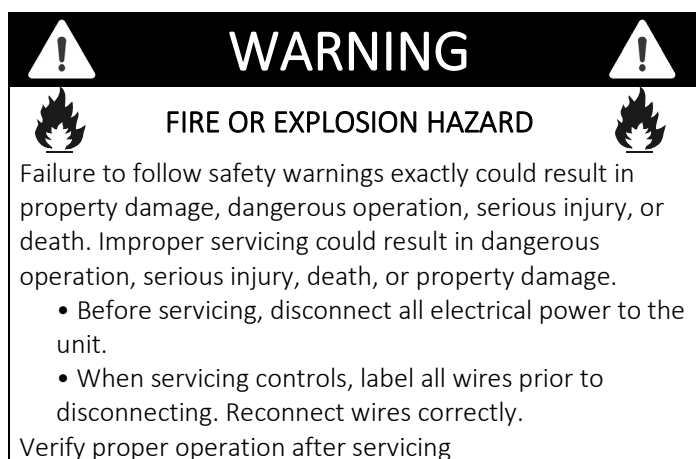 WARNING
FIRE OR EXPLOSION HAZARD
Failure to follow safety warnings exactly could result in
property damage, dangerous operation, serious injury, or
death. Improper servicing could result in dangerous
operation, serious injury, death, or property damage.
• Before servicing, disconnect all electrical power to the
unit.
• When servicing controls, label all wires prior to
disconnecting. Reconnect wires correctly.
Verify proper operation after servicing